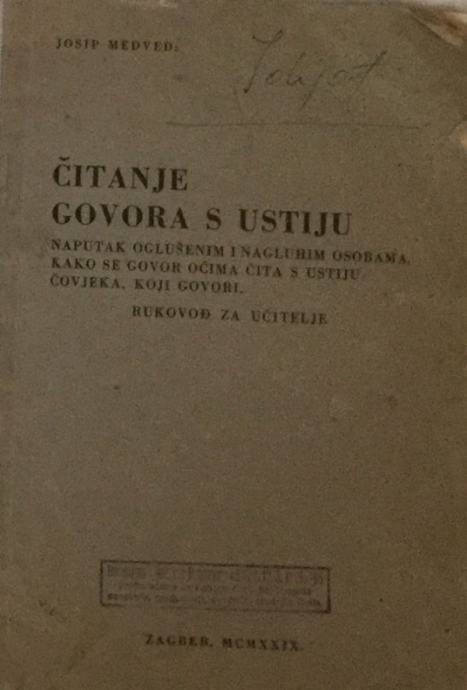 JOSIP MEDVED:
ČITANJE
GOVORA S USTIJU
NAPUTAK OGLUŠENIM I NAGLUHIM OSOBAMA,
KAKO SE GOVOR OČIMA ČITA S USTIJU
ČOVJEKA, KOJI GOVORI.
RUKOVOĐ ZA UČITELJE
ZAGREB, MCMXXIX.